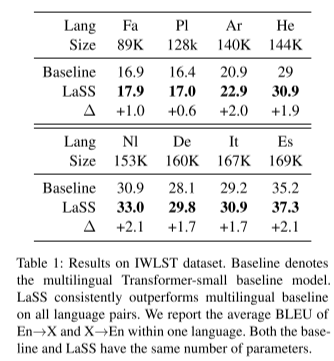 Lang Fa Pl Ar He
Size 89K 128k 140K 144K
Baseline 16.9 16.4 20.9 29
LaSS 17.9 17.0 22.9 30.9
Δ +1.0 +0.6 +2.0 +1.9
Lang Nl De It Es
Size 153K 160K 167K 169K
Baseline 30.9 28.1 29.2 35.2
LaSS 33.0 29.8 30.9 37.3
Δ +2.1 +1.7 +1.7 +2.1
Table 1: Results on IWLST dataset. Baseline denotes
the multilingual Transformer-small baseline model.
LaSS consistently outperforms multilingual baseline
on all language pairs. We report the average BLEU of
En→X and X→En within one language. Both the base-
line and LaSS have the same number of parameters.